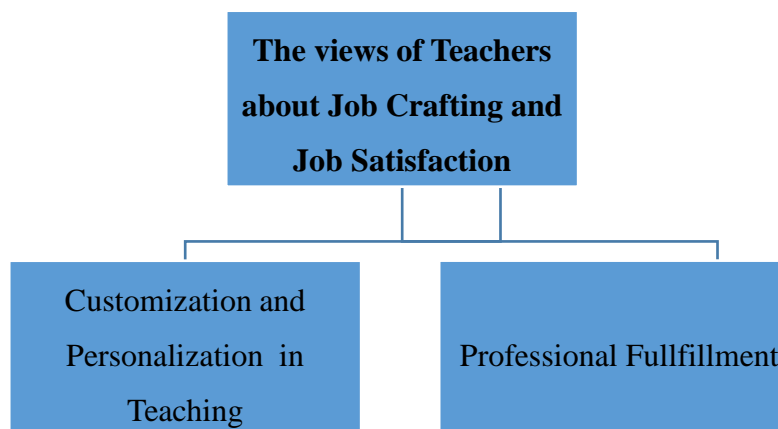 The views of Teachers
about Job Crafting and
Job Satisfaction
Customization and
Personalization in
Teaching
Professional Fullfillment